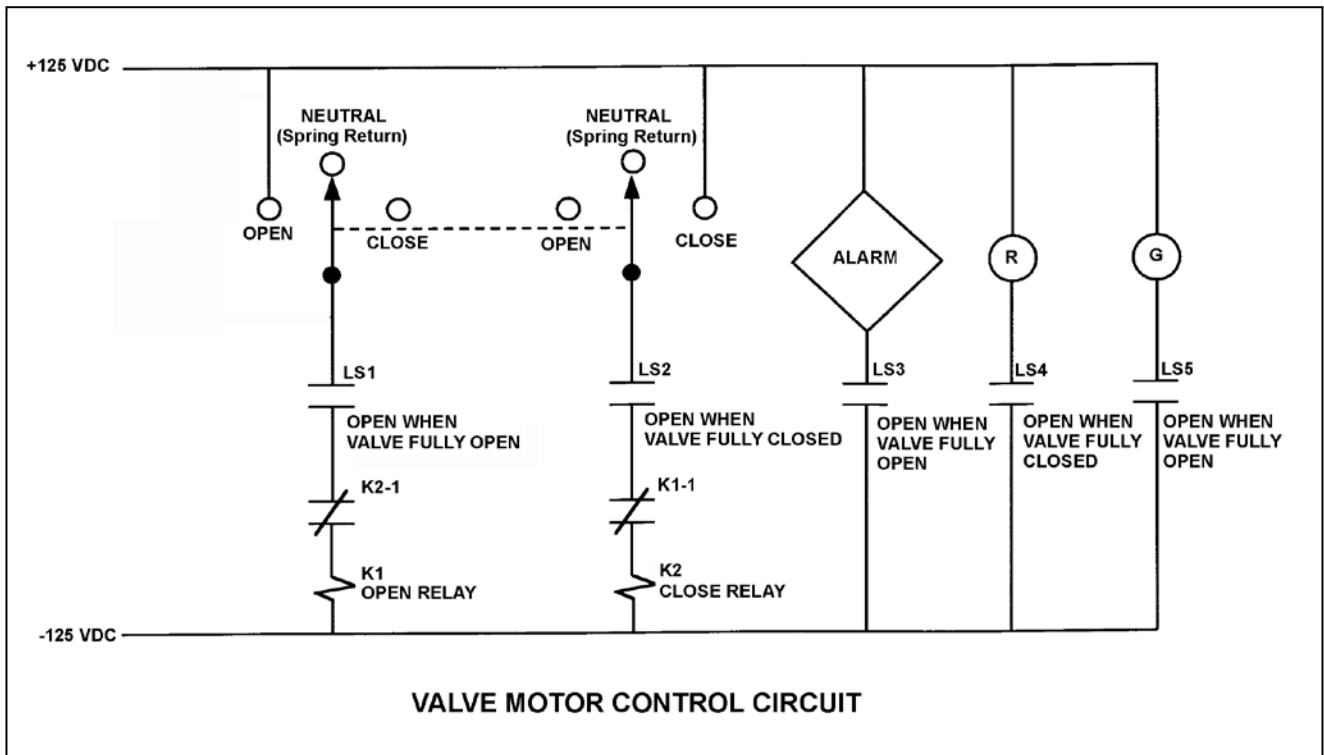 +125 VDC
NEUTRAL
(Spring Return)
OPEN
CLOSE
NEUTRAL
(Spring Return)
OPEN
CLOSE
ALARM
R
G
LS1
OPEN WHEN
VALVE FULLY OPEN
K2-1
K1
OPEN RELAY
LS2
OPEN WHEN
VALVE FULLY CLOSED
K1-1
K2
CLOSE RELAY
LS3
OPEN WHEN
VALVE FULLY
OPEN
LS4
OPEN WHEN
VALVE FULLY
CLOSED
LS5
OPEN WHEN
VALVE FULLY
OPEN
-125 VDC
VALVE MOTOR CONTROL CIRCUIT